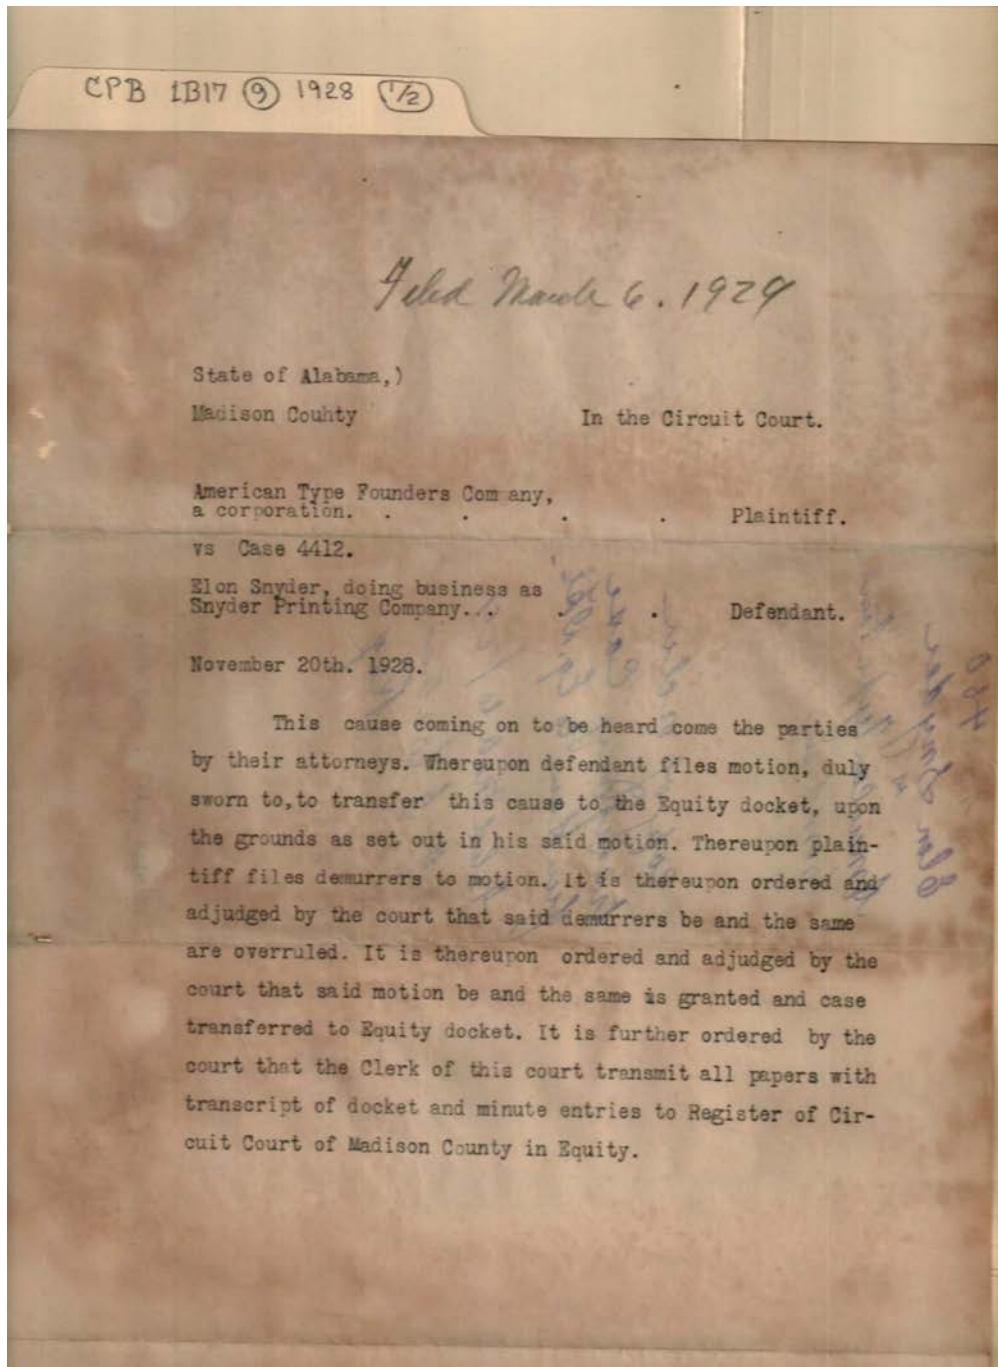 CPB 1B17 (9) 1928 (1/2)
Filed March 6. 1929
State of Alabama,)
Madison Couhty In the Circuit Court.
American Type Founders Company,
a corporation. . . . . Plaintiff.
vs Case 4412.
Elon Snyder, doing business as
Snyder Printing Company... . . Defendant.
November 20th. 1928.
This cause coming on to be heard come the parties
by their attorneys. Whereupon defendant files motion, duly
sworn to,to transfer this cause to the Equity docket, upon
the grounds as set out in his said motion. Thereupon plain-
tiff files demurrers to motion. It is thereupon ordered and
adjudged by the court that said demurrers be and the same
are overruled. It is thereupon ordered and adjudged by the
court that said motion be and the same is granted and case
transferred to Equity docket. It is further ordered by the
court that the Clerk of this court transmit all papers with
transcript of docket and minute entries to Register of Cir-
cuit Court of Madison County in Equity.
Elon Snyder